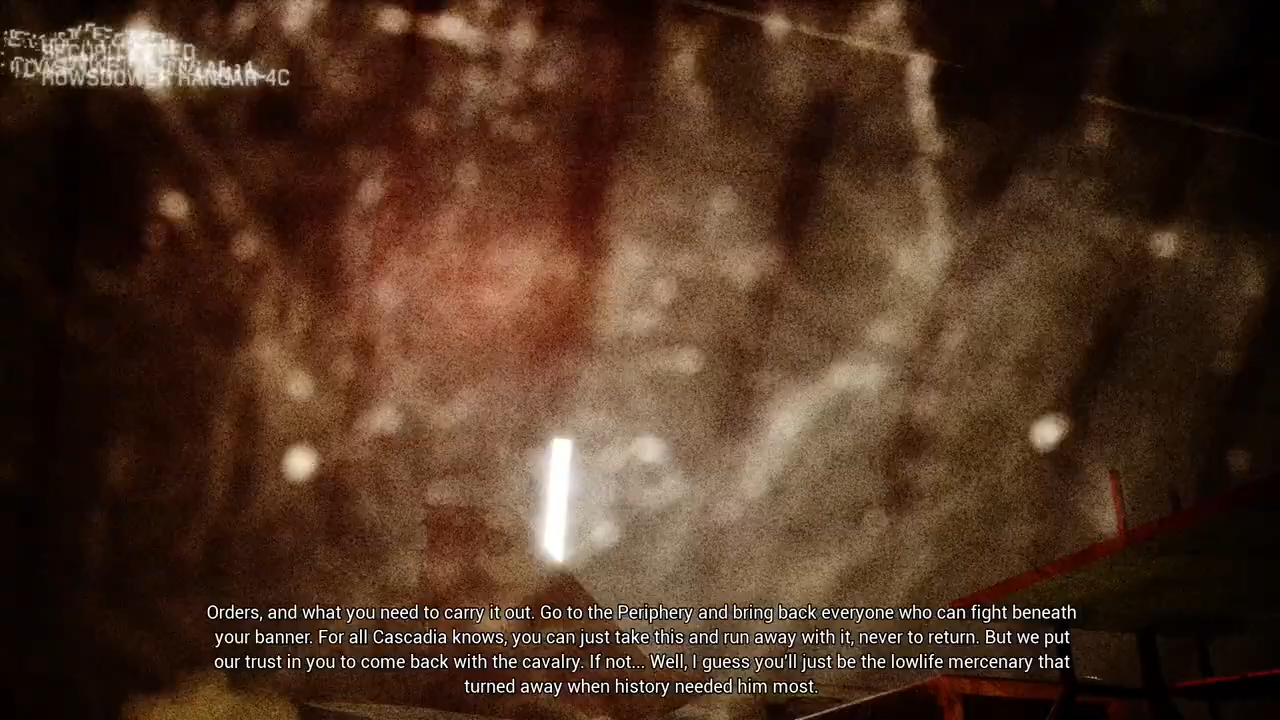 HOWSDOWER HANGAR-4C
Orders, and what you need to carry it out. Go to the Periphery and bring back everyone who can fight beneath
your banner. For all Cascadia knows, you can just take this and run away with it, never to return. But we put
our trust in you to come back with the cavalry. If not... Well, I guess you'll just be the lowlife mercenary that
turned away when history needed him most.